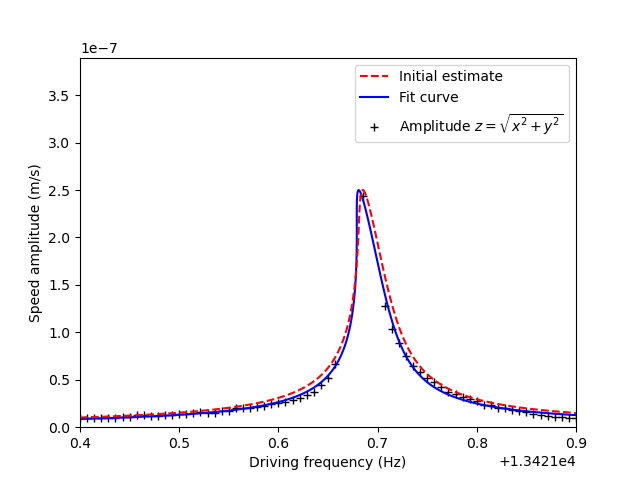 1e−7
Initial estimate
Fit curve
Amplitude z = √x² + y²
3.5
3.0
2.5
2.0
1.5
1.0
0.5
0.0
Speed amplitude (m/s)
0.4 0.5 0.6 0.7 0.8 0.9
Driving frequency (Hz)
+1.3421e4